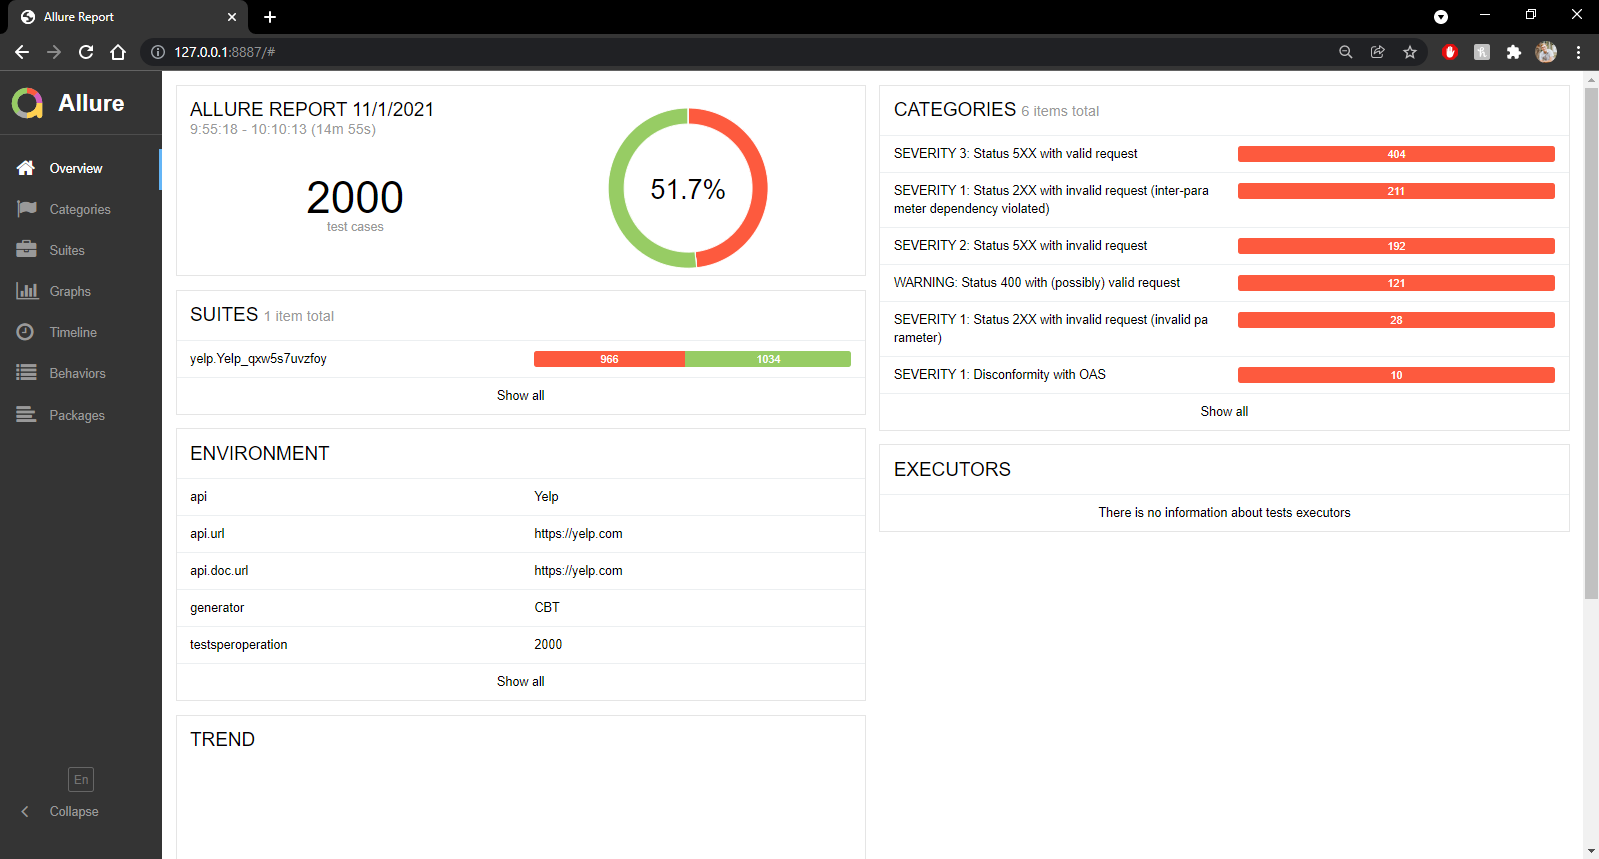 Allure Report
127.0.0.1:8887/#
Allure
Overview
Categories
Suites
Graphs
Timeline
Behaviors
Packages
En
Collapse
ALLURE REPORT 11/1/2021
9:55:18 - 10:10:13 (14m 55s)
2000
test cases
51.7%
SUITES 1 item total
yelp.Yelp_qxw5s7uvzfoy 966 1034
Show all
ENVIRONMENT
api Yelp
api.url https://yelp.com
api.doc.url https://yelp.com
generator CBT
testsperoperation 2000
Show all
TREND
CATEGORIES 6 items total
SEVERITY 3: Status 5XX with valid request 404
SEVERITY 1: Status 2XX with invalid request (inter-para 211
meter dependency violated)
SEVERITY 2: Status 5XX with invalid request 192
WARNING: Status 400 with (possibly) valid request 121
SEVERITY 1: Status 2XX with invalid request (invalid pa 28
rameter)
SEVERITY 1: Disconformity with OAS 10
Show all
EXECUTORS
There is no information about tests executors